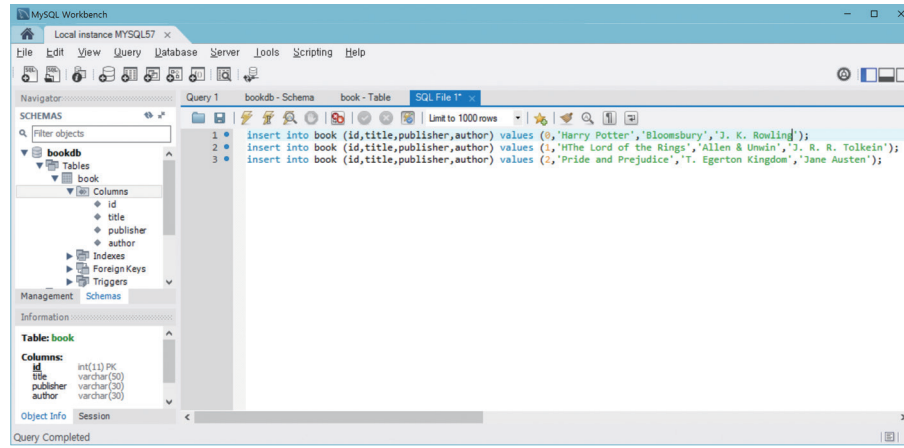 MySQL Workbench
Local instance MYSQL57 ×
File Edit View Query Database Server Tools Scripting Help
Navigator
SCHEMAS
Filter objects
bookdb
Tables
book
Columns
id
title
publisher
author
Indexes
Foreign Keys
Triggers
Management Schemas
Information
Table: book
Columns:
id int(11) PK
title varchar(50)
publisher varchar(30)
author varchar(30)
Object Info Session
Query 1 bookdb - Schema book - Table SQL File 1* ×
Limit to 1000 rows
1 insert into book (id,title,publisher,author) values (0,'Harry Potter','Bloomsbury','J. K. Rowling');
2 insert into book (id,title,publisher,author) values (1,'HThe Lord of the Rings','Allen & Unwin','J. R. R. Tolkein');
3 insert into book (id,title,publisher,author) values (2,'Pride and Prejudice','T. Egerton Kingdom','Jane Austen');
Query Completed